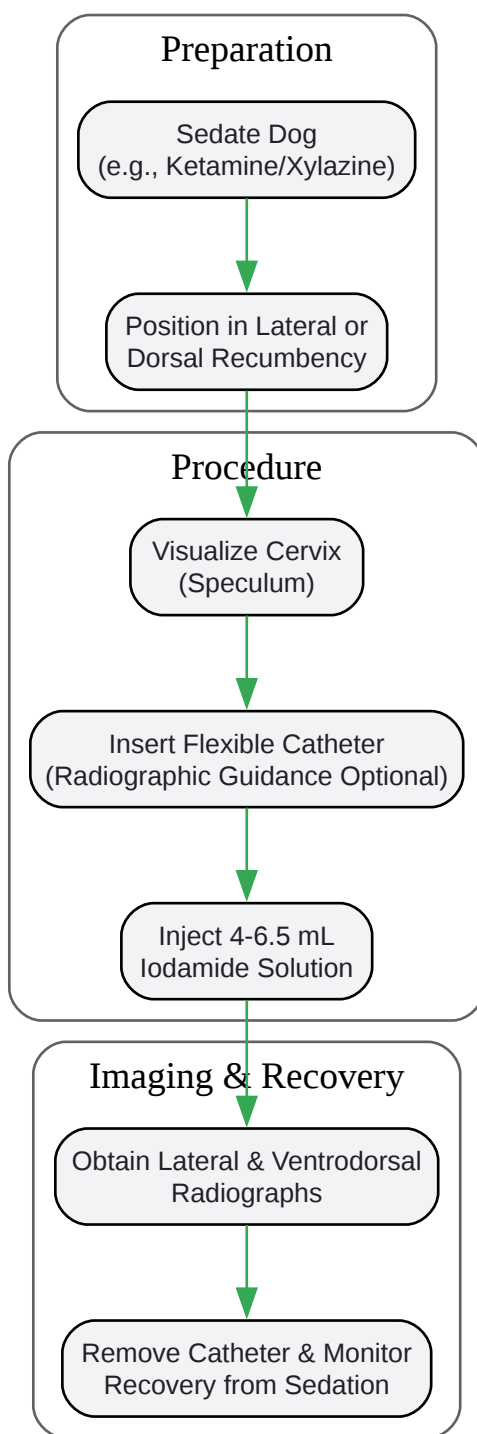 Preparation
Sedate Dog
(e.g., Ketamine/Xylazine)
Position in Lateral or
Dorsal Recumbency
Procedure
Visualize Cervix
(Speculum)
Insert Flexible Catheter
(Radiographic Guidance Optional)
Inject 4-6.5 mL
Iodamide Solution
Imaging & Recovery
Obtain Lateral & Ventrodorsal
Radiographs
Remove Catheter & Monitor
Recovery from Sedation